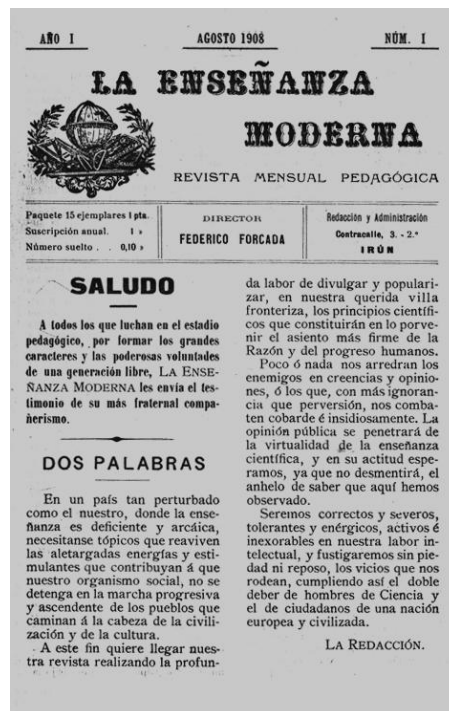 AÑO I
AGOSTO 1908
NÚM. I
LA ENSEÑANZA
MODERNA
REVISTA MENSUAL PEDAGÓGICA
Paquete 15 ejemplares 1 pta.
Suscripción anual. 1 »
Número suelto . . 0,10 »
DIRECTOR
FEDERICO FORCADA
Redacción y Administración
Contracalle, 3. - 2.º
IRÚN
SALUDO
A todos los que luchan en el estadio
pedagógico, por formar los grandes
caracteres y las poderosas voluntades
de una generación libre, LA ENSE-
ÑANZA MODERNA les envía el tes-
timonio de su más fraternal compa-
ñerismo.
DOS PALABRAS
En un país tan perturbado
como el nuestro, donde la ense-
ñanza es deficiente y arcáica,
necesitanse tópicos que reaviven
las aletargadas energías y esti-
mulantes que contribuyan á que
nuestro organismo social, no se
detenga en la marcha progresiva
y ascendente de los pueblos que
caminan á la cabeza de la civili-
zación y de la cultura.
A este fin quiere llegar nues-
tra revista realizando la profun-
da labor de divulgar y populari-
zar, en nuestra querida villa
fronteriza, los principios científi-
cos que constituirán en lo porve-
nir el asiento más firme de la
Razón y del progreso humanos.
Poco ó nada nos arredran los
enemigos en creencias y opinio-
nes, ó los que, con más ignoran-
cia que perversión, nos comba-
ten cobarde é insidiosamente. La
opinión pública se penetrará de
la virtualidad de la enseñanza
científica, y en su actitud espe-
ramos, ya que no desmentirá, el
anhelo de saber que aquí hemos
observado.
Seremos correctos y severos,
tolerantes y enérgicos, activos é
inexorables en nuestra labor in-
telectual, y fustigaremos sin pie-
dad ni reposo, los vicios que nos
rodean, cumpliendo así el doble
deber de hombres de Ciencia y
el de ciudadanos de una nación
europea y civilizada.
LA REDACCIÓN.